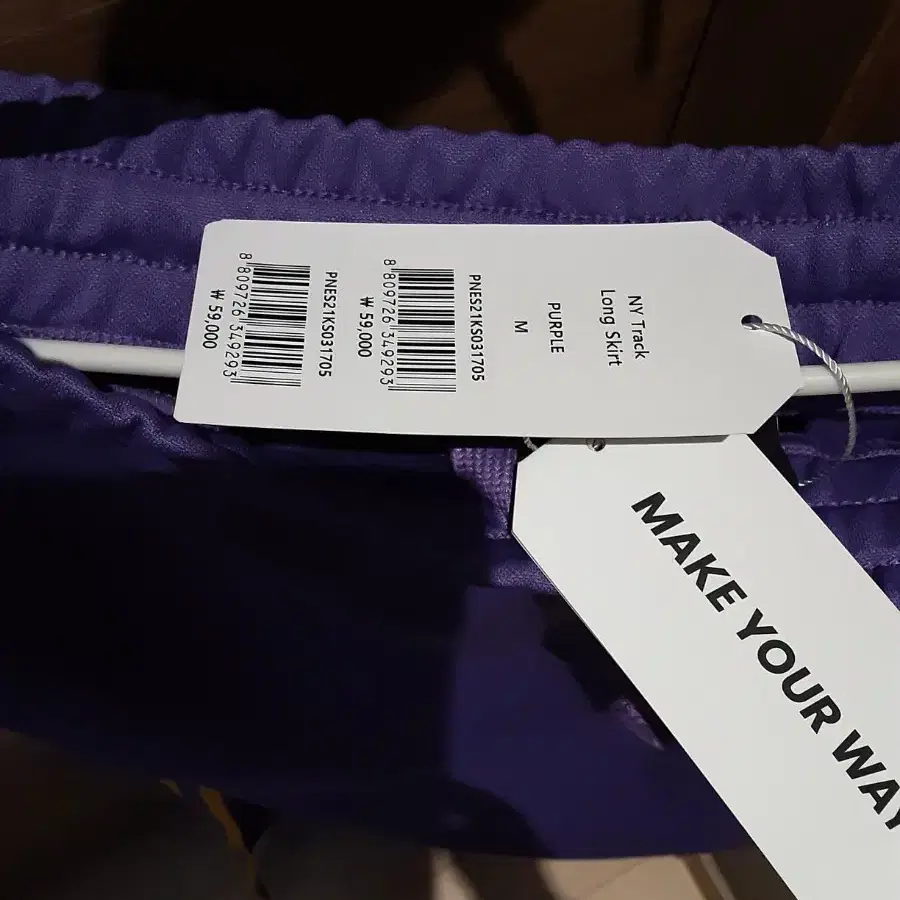 NY Track
Long Skirt
PURPLE
M
PNES21KS031705
8 809726 349293
₩ 59,000
PNES21KS031705
8 809726 349293
₩ 59,000
MAKE YOUR WAY